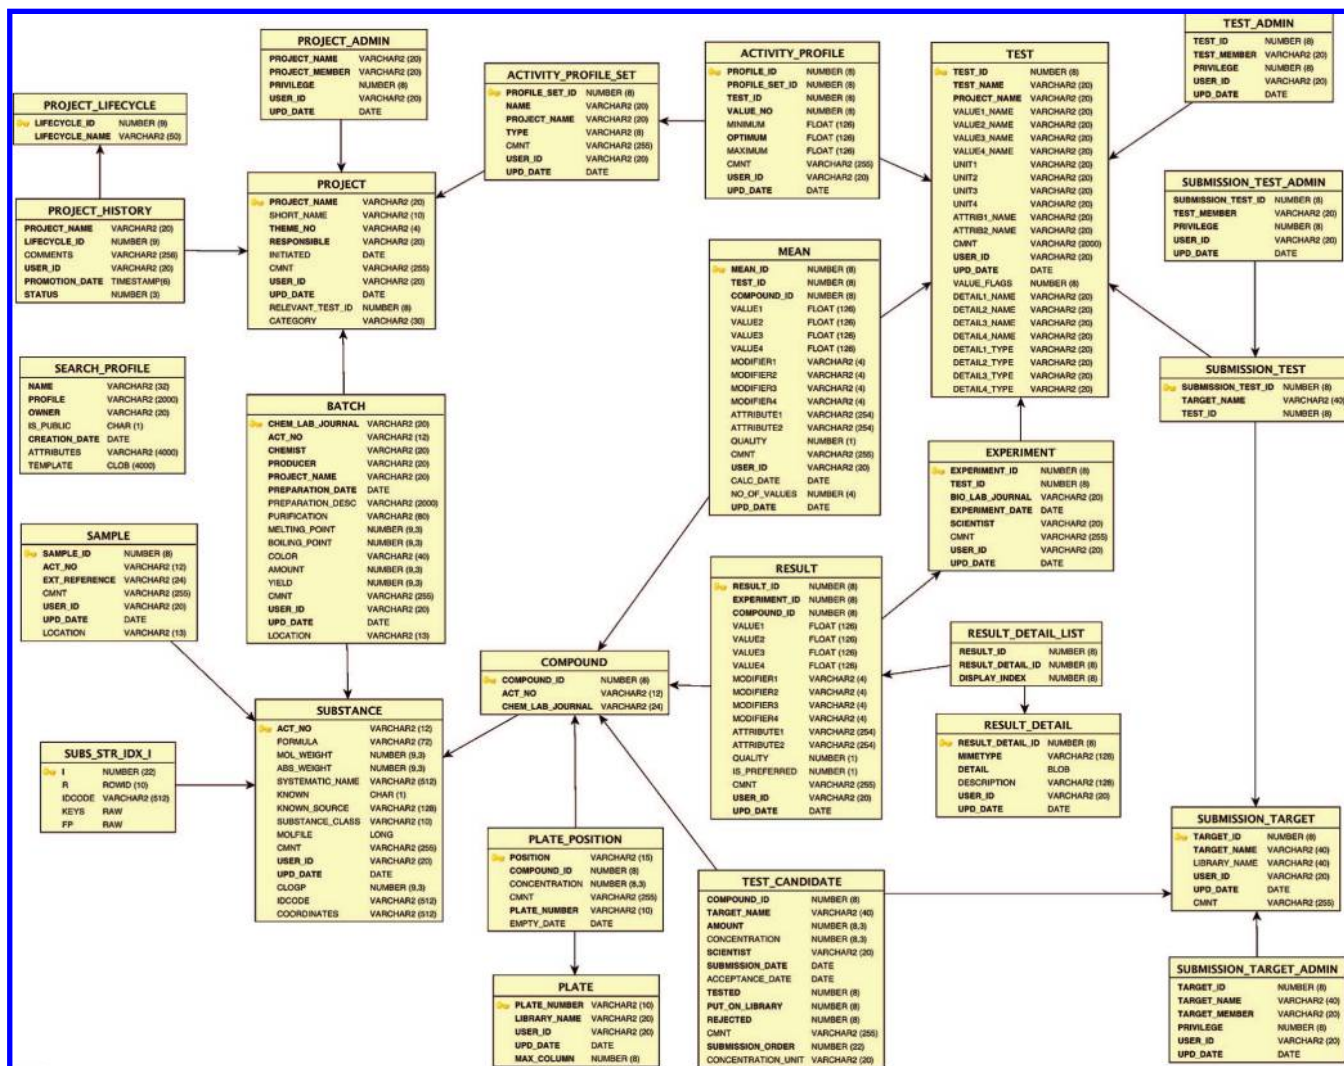 PROJECT_ADMIN
PROJECT_NAME VARCHAR2 (20)
PROJECT_MEMBER VARCHAR2 (20)
PRIVILEGE NUMBER (8)
USER_ID VARCHAR2 (20)
UPD_DATE DATE
PROJECT_LIFECYCLE
LIFECYCLE_ID NUMBER (9)
LIFECYCLE_NAME VARCHAR2 (50)
PROJECT_HISTORY
PROJECT_NAME VARCHAR2 (20)
LIFECYCLE_ID NUMBER (9)
COMMENTS VARCHAR2 (256)
USER_ID VARCHAR2 (20)
PROMOTION_DATE TIMESTAMP(6)
STATUS NUMBER (3)
PROJECT
PROJECT_NAME VARCHAR2 (20)
SHORT_NAME VARCHAR2 (10)
THEME_NO VARCHAR2 (4)
RESPONSIBLE VARCHAR2 (20)
INITIATED DATE
CMNT VARCHAR2 (255)
USER_ID VARCHAR2 (20)
UPD_DATE DATE
RELEVANT_TEST_ID NUMBER (8)
CATEGORY VARCHAR2 (30)
ACTIVITY_PROFILE_SET
PROFILE_SET_ID NUMBER (8)
NAME VARCHAR2 (20)
PROJECT_NAME VARCHAR2 (20)
TYPE VARCHAR2 (8)
CMNT VARCHAR2 (255)
USER_ID VARCHAR2 (20)
UPD_DATE DATE
ACTIVITY_PROFILE
PROFILE_ID NUMBER (8)
PROFILE_SET_ID NUMBER (8)
TEST_ID NUMBER (8)
VALUE_NO NUMBER (8)
MINIMUM FLOAT (126)
OPTIMUM FLOAT (126)
MAXIMUM FLOAT (126)
CMNT VARCHAR2 (255)
USER_ID VARCHAR2 (20)
UPD_DATE DATE
TEST
TEST_ID NUMBER (8)
TEST_NAME VARCHAR2 (20)
PROJECT_NAME VARCHAR2 (20)
VALUE1_NAME VARCHAR2 (20)
VALUE2_NAME VARCHAR2 (20)
VALUE3_NAME VARCHAR2 (20)
VALUE4_NAME VARCHAR2 (20)
UNIT1 VARCHAR2 (20)
UNIT2 VARCHAR2 (20)
UNIT3 VARCHAR2 (20)
UNIT4 VARCHAR2 (20)
ATTRIB1_NAME VARCHAR2 (20)
ATTRIB2_NAME VARCHAR2 (20)
CMNT VARCHAR2 (2000)
USER_ID VARCHAR2 (20)
UPD_DATE DATE
VALUE_FLAGS NUMBER (8)
DETAIL1_NAME VARCHAR2 (20)
DETAIL2_NAME VARCHAR2 (20)
DETAIL3_NAME VARCHAR2 (20)
DETAIL4_NAME VARCHAR2 (20)
DETAIL1_TYPE VARCHAR2 (20)
DETAIL2_TYPE VARCHAR2 (20)
DETAIL3_TYPE VARCHAR2 (20)
DETAIL4_TYPE VARCHAR2 (20)
TEST_ADMIN
TEST_ID NUMBER (8)
TEST_MEMBER VARCHAR2 (20)
PRIVILEGE NUMBER (8)
USER_ID VARCHAR2 (20)
UPD_DATE DATE
SUBMISSION_TEST_ADMIN
SUBMISSION_TEST_ID NUMBER (8)
TEST_MEMBER VARCHAR2 (20)
PRIVILEGE NUMBER (8)
USER_ID VARCHAR2 (20)
UPD_DATE DATE
SUBMISSION_TEST
SUBMISSION_TEST_ID NUMBER (8)
TARGET_NAME VARCHAR2 (40)
TEST_ID NUMBER (8)
SEARCH_PROFILE
NAME VARCHAR2 (32)
PROFILE VARCHAR2 (2000)
OWNER VARCHAR2 (20)
IS_PUBLIC CHAR (1)
CREATION_DATE DATE
ATTRIBUTES VARCHAR2 (4000)
TEMPLATE CLOB (4000)
BATCH
CHEM_LAB_JOURNAL VARCHAR2 (20)
ACT_NO VARCHAR2 (12)
CHEMIST VARCHAR2 (20)
PRODUCER VARCHAR2 (20)
PROJECT_NAME VARCHAR2 (20)
PREPARATION_DATE DATE
PREPARATION_DESC VARCHAR2 (2000)
PURIFICATION VARCHAR2 (80)
MELTING_POINT NUMBER (9,3)
BOILING_POINT NUMBER (9,3)
COLOR VARCHAR2 (40)
AMOUNT NUMBER (9,3)
YIELD NUMBER (9,3)
CMNT VARCHAR2 (255)
USER_ID VARCHAR2 (20)
UPD_DATE DATE
LOCATION VARCHAR2 (13)
MEAN
MEAN_ID NUMBER (8)
TEST_ID NUMBER (8)
COMPOUND_ID NUMBER (8)
VALUE1 FLOAT (126)
VALUE2 FLOAT (126)
VALUE3 FLOAT (126)
VALUE4 FLOAT (126)
MODIFIER1 VARCHAR2 (4)
MODIFIER2 VARCHAR2 (4)
MODIFIER3 VARCHAR2 (4)
MODIFIER4 VARCHAR2 (4)
ATTRIBUTE1 VARCHAR2 (254)
ATTRIBUTE2 VARCHAR2 (254)
QUALITY NUMBER (1)
CMNT VARCHAR2 (255)
USER_ID VARCHAR2 (20)
CALC_DATE DATE
NO_OF_VALUES NUMBER (4)
UPD_DATE DATE
EXPERIMENT
EXPERIMENT_ID NUMBER (8)
TEST_ID NUMBER (8)
BIO_LAB_JOURNAL VARCHAR2 (20)
EXPERIMENT_DATE DATE
SCIENTIST VARCHAR2 (20)
CMNT VARCHAR2 (255)
USER_ID VARCHAR2 (20)
UPD_DATE DATE
SAMPLE
SAMPLE_ID NUMBER (8)
ACT_NO VARCHAR2 (12)
EXT_REFERENCE VARCHAR2 (24)
CMNT VARCHAR2 (255)
USER_ID VARCHAR2 (20)
UPD_DATE DATE
LOCATION VARCHAR2 (13)
RESULT
RESULT_ID NUMBER (8)
EXPERIMENT_ID NUMBER (8)
COMPOUND_ID NUMBER (8)
VALUE1 FLOAT (126)
VALUE2 FLOAT (126)
VALUE3 FLOAT (126)
VALUE4 FLOAT (126)
MODIFIER1 VARCHAR2 (4)
MODIFIER2 VARCHAR2 (4)
MODIFIER3 VARCHAR2 (4)
MODIFIER4 VARCHAR2 (4)
ATTRIBUTE1 VARCHAR2 (254)
ATTRIBUTE2 VARCHAR2 (254)
QUALITY NUMBER (1)
IS_PREFERRED NUMBER (1)
CMNT VARCHAR2 (255)
USER_ID VARCHAR2 (20)
UPD_DATE DATE
RESULT_DETAIL_LIST
RESULT_ID NUMBER (8)
RESULT_DETAIL_ID NUMBER (8)
DISPLAY_INDEX NUMBER (8)
COMPOUND
COMPOUND_ID NUMBER (8)
ACT_NO VARCHAR2 (12)
CHEM_LAB_JOURNAL VARCHAR2 (24)
SUBSTANCE
ACT_NO VARCHAR2 (12)
FORMULA VARCHAR2 (72)
MOL_WEIGHT NUMBER (9,3)
ABS_WEIGHT NUMBER (9,3)
SYSTEMATIC_NAME VARCHAR2 (512)
KNOWN CHAR (1)
KNOWN_SOURCE VARCHAR2 (128)
SUBSTANCE_CLASS VARCHAR2 (10)
MOLFILE LONG
CMNT VARCHAR2 (255)
USER_ID VARCHAR2 (20)
UPD_DATE DATE
CLOGP NUMBER (9,3)
IDCODE VARCHAR2 (512)
COORDINATES VARCHAR2 (512)
RESULT_DETAIL
RESULT_DETAIL_ID NUMBER (8)
MIMETYPE VARCHAR2 (128)
DETAIL BLOB
DESCRIPTION VARCHAR2 (128)
USER_ID VARCHAR2 (20)
UPD_DATE DATE
SUBS_STR_IDX_I
I NUMBER (22)
R ROWID (10)
IDCODE VARCHAR2 (512)
KEYS RAW
FP RAW
SUBMISSION_TARGET
TARGET_ID NUMBER (8)
TARGET_NAME VARCHAR2 (40)
LIBRARY_NAME VARCHAR2 (40)
USER_ID VARCHAR2 (20)
UPD_DATE DATE
CMNT VARCHAR2 (255)
PLATE_POSITION
POSITION VARCHAR2 (15)
COMPOUND_ID NUMBER (8)
CONCENTRATION NUMBER (8,3)
CMNT VARCHAR2 (255)
PLATE_NUMBER VARCHAR2 (10)
EMPTY_DATE DATE
TEST_CANDIDATE
COMPOUND_ID NUMBER (8)
TARGET_NAME VARCHAR2 (40)
AMOUNT NUMBER (8,3)
CONCENTRATION NUMBER (8,3)
SCIENTIST VARCHAR2 (20)
SUBMISSION_DATE DATE
ACCEPTANCE_DATE DATE
TESTED NUMBER (8)
PUT_ON_LIBRARY NUMBER (8)
REJECTED NUMBER (8)
CMNT VARCHAR2 (255)
SUBMISSION_ORDER NUMBER (22)
CONCENTRATION_UNIT VARCHAR2 (20)
PLATE
PLATE_NUMBER VARCHAR2 (10)
LIBRARY_NAME VARCHAR2 (20)
USER_ID VARCHAR2 (20)
UPD_DATE DATE
MAX_COLUMN NUMBER (8)
SUBMISSION_TARGET_ADMIN
TARGET_ID NUMBER (8)
TARGET_NAME VARCHAR2 (40)
TARGET_MEMBER VARCHAR2 (20)
PRIVILEGE NUMBER (8)
USER_ID VARCHAR2 (20)
UPD_DATE DATE